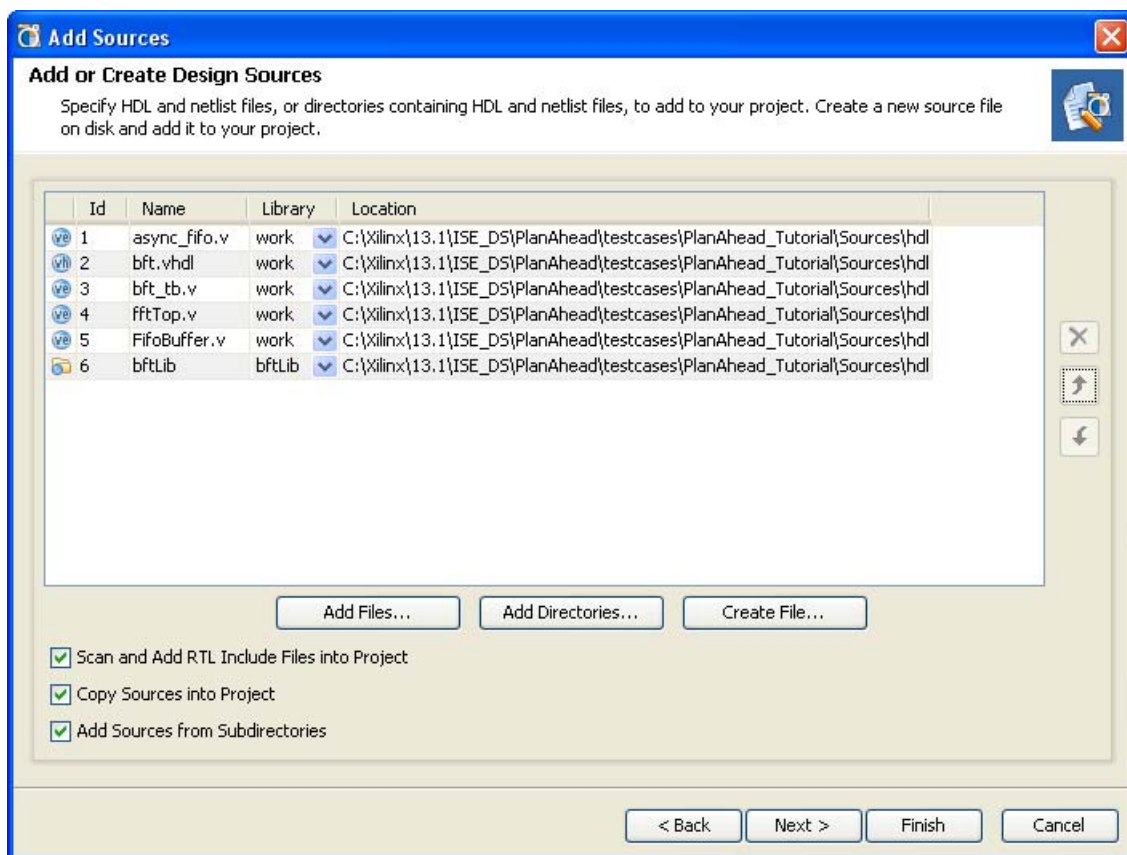 Add Sources
Add or Create Design Sources
Specify HDL and netlist files, or directories containing HDL and netlist files, to add to your project. Create a new source file
on disk and add it to your project.
Id Name Library Location
ve 1 async_fifo.v work C:\Xilinx\13.1\ISE_DS\PlanAhead\testcases\PlanAhead_Tutorial\Sources\hdl
vh 2 bft.vhdl work C:\Xilinx\13.1\ISE_DS\PlanAhead\testcases\PlanAhead_Tutorial\Sources\hdl
ve 3 bft_tb.v work C:\Xilinx\13.1\ISE_DS\PlanAhead\testcases\PlanAhead_Tutorial\Sources\hdl
ve 4 fftTop.v work C:\Xilinx\13.1\ISE_DS\PlanAhead\testcases\PlanAhead_Tutorial\Sources\hdl
ve 5 FifoBuffer.v work C:\Xilinx\13.1\ISE_DS\PlanAhead\testcases\PlanAhead_Tutorial\Sources\hdl
6 bftLib bftLib C:\Xilinx\13.1\ISE_DS\PlanAhead\testcases\PlanAhead_Tutorial\Sources\hdl
Add Files... Add Directories... Create File...
Scan and Add RTL Include Files into Project
Copy Sources into Project
Add Sources from Subdirectories
< Back Next > Finish Cancel